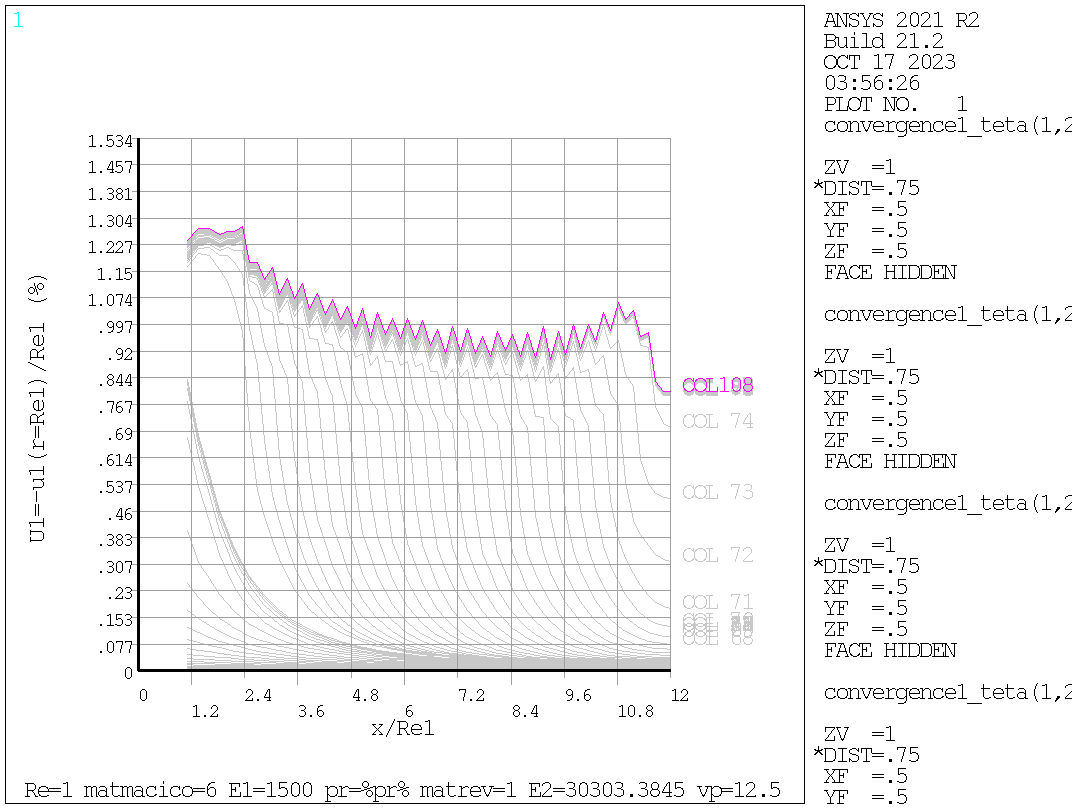 1
ANSYS 2021 R2
Build 21.2
OCT 17 2023
03:56:26
PLOT NO. 1
convergence1_teta(1,2
ZV =1
*DIST=.75
XF =.5
YF =.5
ZF =.5
FACE HIDDEN
convergence1_teta(1,2
ZV =1
*DIST=.75
XF =.5
YF =.5
ZF =.5
FACE HIDDEN
convergence1_teta(1,2
ZV =1
*DIST=.75
XF =.5
YF =.5
ZF =.5
FACE HIDDEN
convergence1_teta(1,2
ZV =1
*DIST=.75
XF =.5
YF =.5
1.534
1.457
1.381
1.304
1.227
1.15
1.074
.997
.92
.844
.767
.69
.614
.537
.46
.383
.307
.23
.153
.077
0
U1=-u1(r=Rel)/Rel (%)
COL 108
COL 74
COL 73
COL 72
COL 71
COL 68
0
1.2
2.4
3.6
4.8
6
7.2
8.4
9.6
10.8
12
x/Rel
Re=1 matmacico=6 E1=1500 pr=%pr% matrev=1 E2=30303.3845 vp=12.5